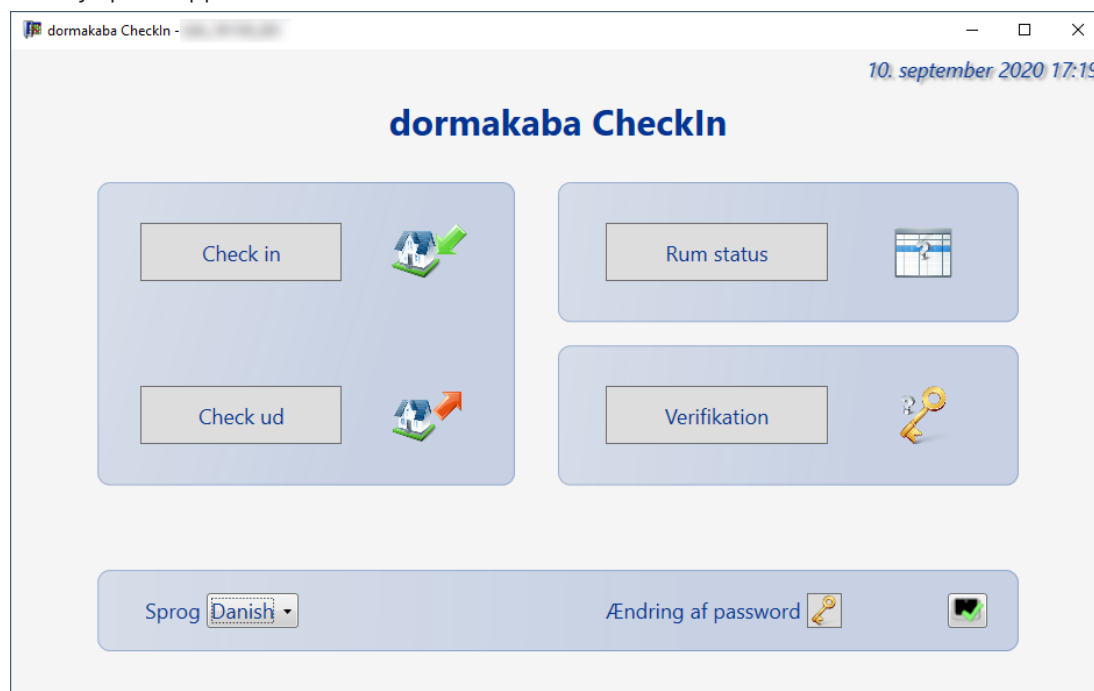 dormakaba CheckIn -
10. september 2020 17:19
dormakaba CheckIn
Check in
Rum status
Check ud
Verifikation
Sprog Danish
Ændring af password